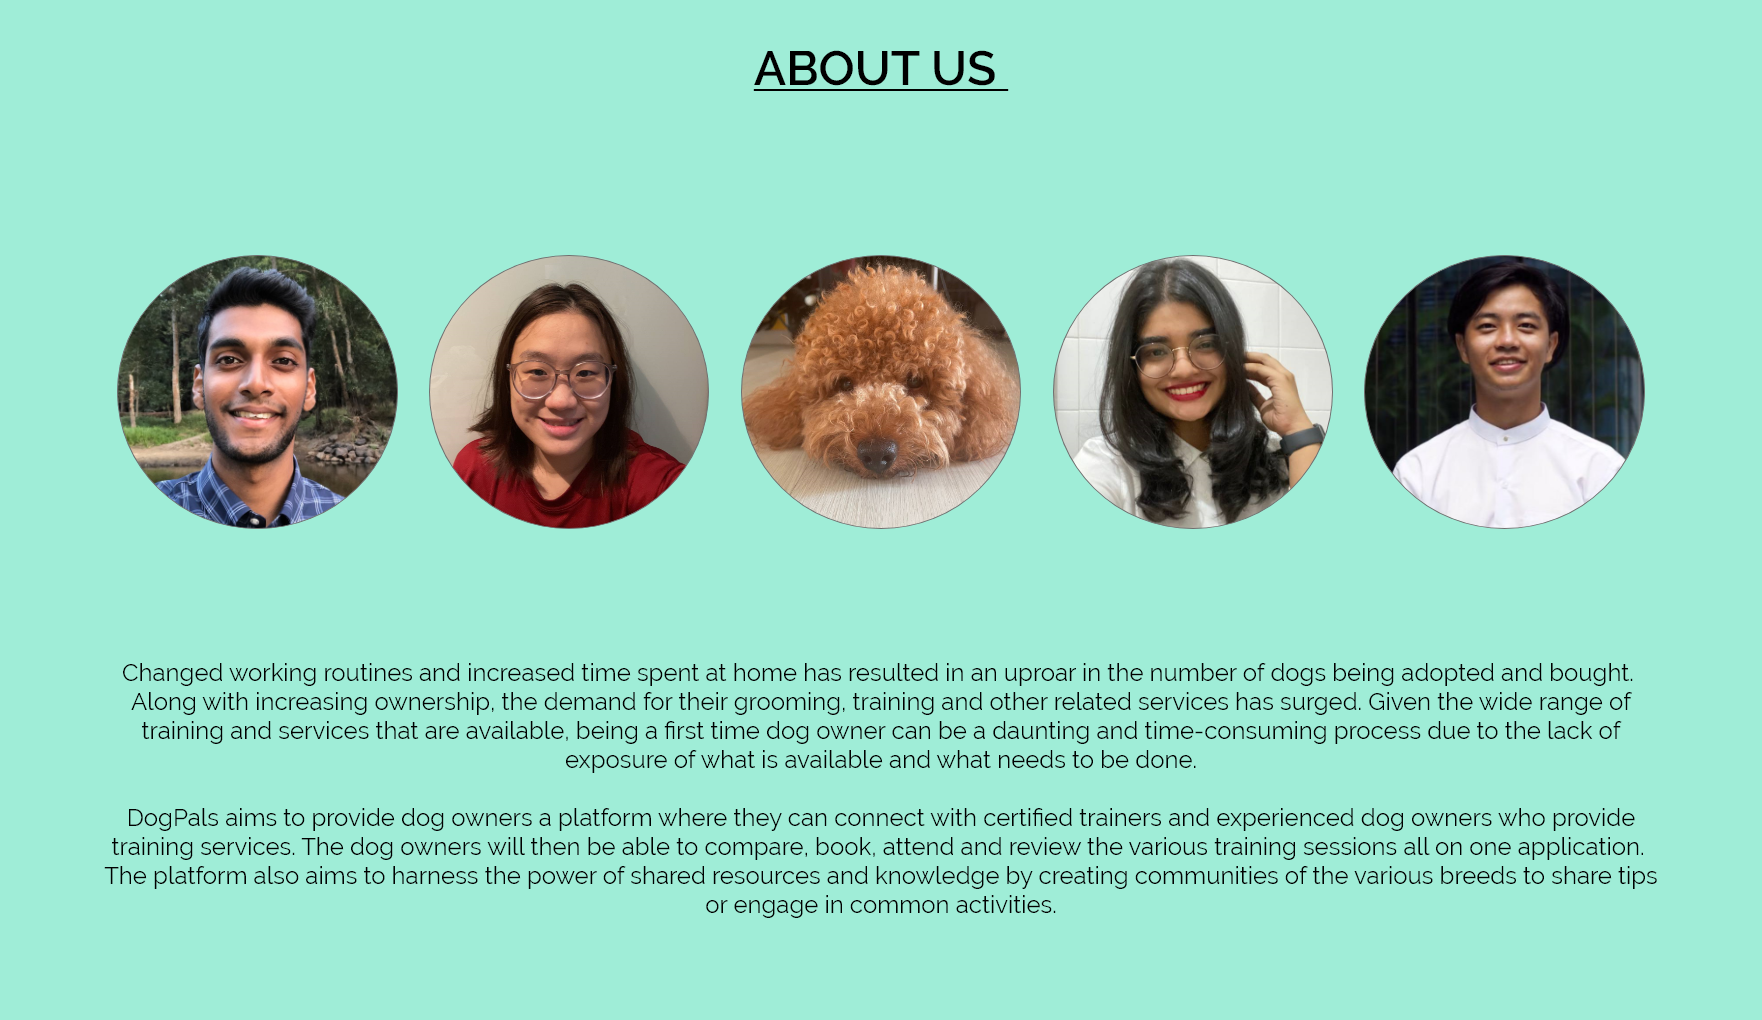 ABOUT US
Changed working routines and increased time spent at home has resulted in an uproar in the number of dogs being adopted and bought.
Along with increasing ownership, the demand for their grooming, training and other related services has surged. Given the wide range of
training and services that are available, being a first time dog owner can be a daunting and time-consuming process due to the lack of
exposure of what is available and what needs to be done.
DogPals aims to provide dog owners a platform where they can connect with certified trainers and experienced dog owners who provide
training services. The dog owners will then be able to compare, book, attend and review the various training sessions all on one application.
The platform also aims to harness the power of shared resources and knowledge by creating communities of the various breeds to share tips
or engage in common activities.